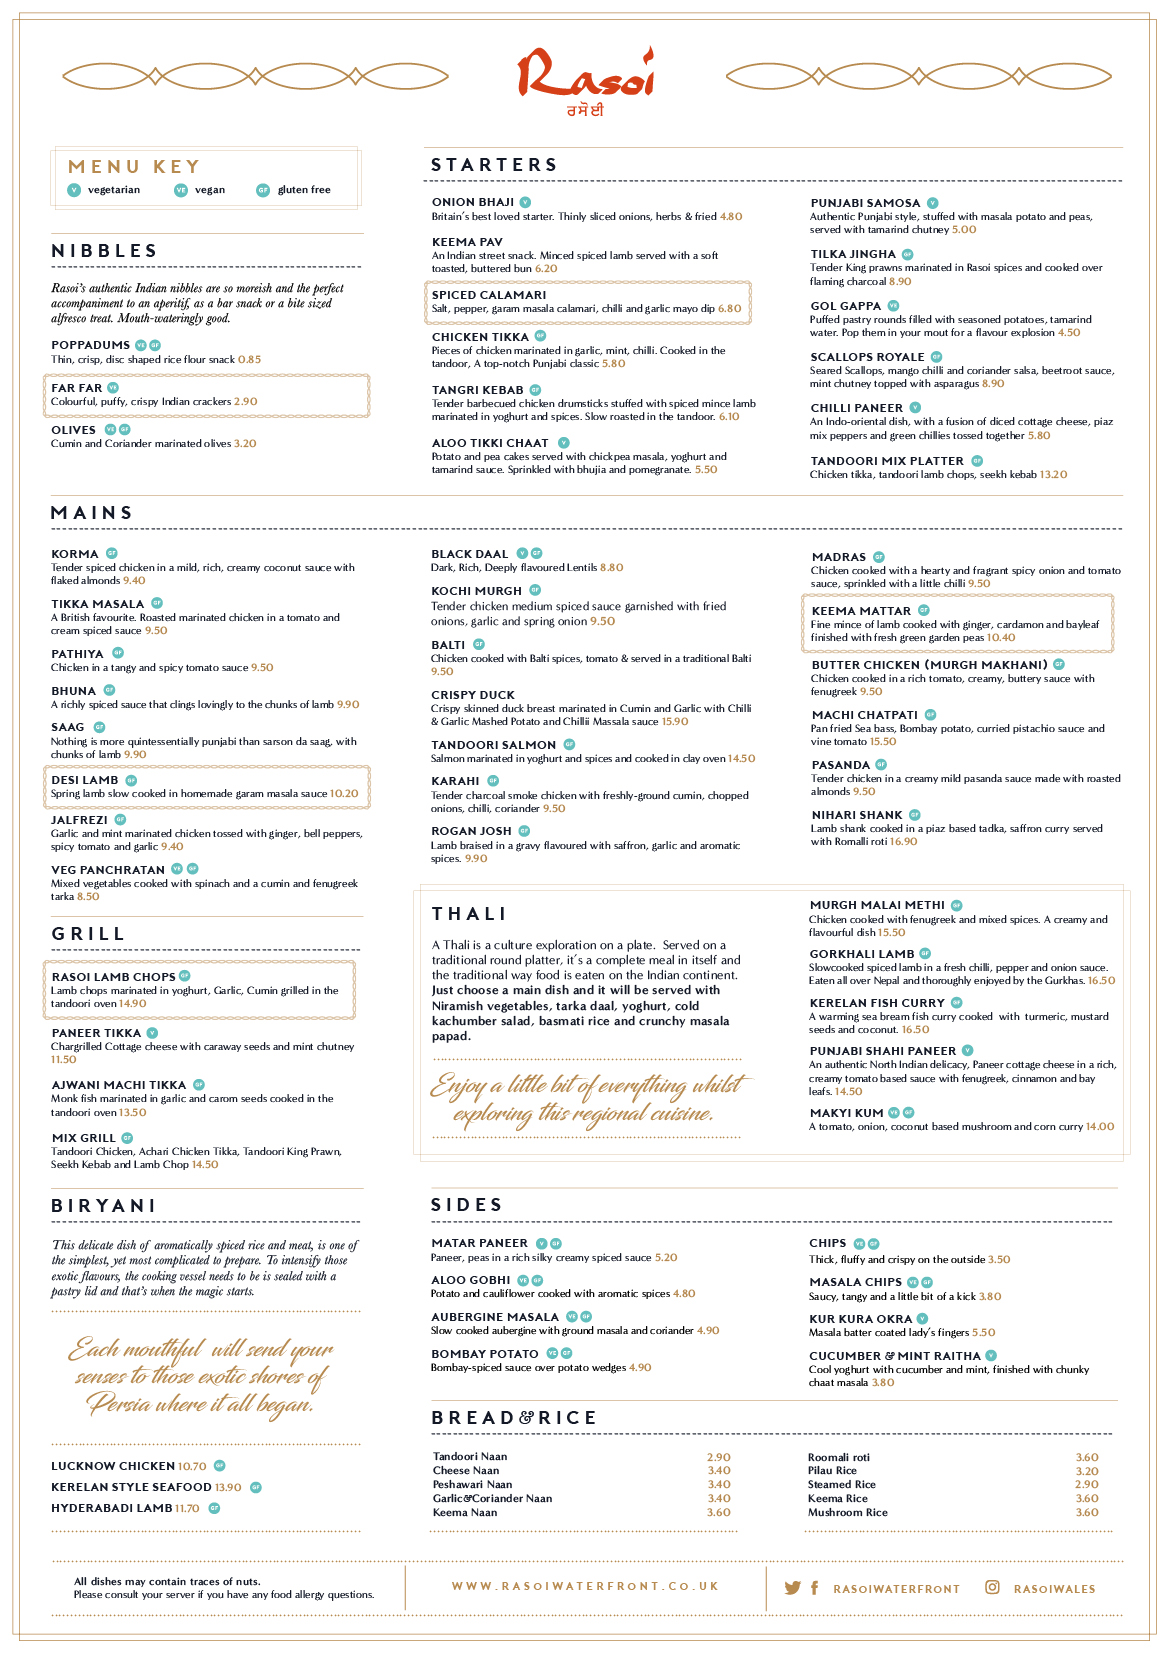 Rasoi
ਰਸੋਈ
MENU KEY
V vegetarian VE vegan GF gluten free
NIBBLES
Rasoi's authentic Indian nibbles are so moreish and the perfect
accompaniment to an aperitif, as a bar snack or a bite sized
alfresco treat. Mouth-wateringly good.
POPPADUMS VE GF
Thin, crisp, disc shaped rice flour snack 0.85
FAR FAR VE
Colourful, puffy, crispy Indian crackers 2.90
OLIVES VE GF
Cumin and Coriander marinated olives 3.20
STARTERS
ONION BHAJI V
Britain's best loved starter. Thinly sliced onions, herbs & fried 4.80
KEEMA PAV
An Indian street snack. Minced spiced lamb served with a soft
toasted, buttered bun 6.20
SPICED CALAMARI
Salt, pepper, garam masala calamari, chilli and garlic mayo dip 6.80
CHICKEN TIKKA GF
Pieces of chicken marinated in garlic, mint, chilli. Cooked in the
tandoor, A top-notch Punjabi classic 5.80
TANGRI KEBAB GF
Tender barbecued chicken drumsticks stuffed with spiced mince lamb
marinated in yoghurt and spices. Slow roasted in the tandoor. 6.10
ALOO TIKKI CHAAT V
Potato and pea cakes served with chickpea masala, yoghurt and
tamarind sauce. Sprinkled with bhujia and pomegranate. 5.50
PUNJABI SAMOSA V
Authentic Punjabi style, stuffed with masala potato and peas,
served with tamarind chutney 5.00
TILKA JINGHA GF
Tender King prawns marinated in Rasoi spices and cooked over
flaming charcoal 8.90
GOL GAPPA VE
Puffed pastry rounds filled with seasoned potatoes, tamarind
water. Pop them in your mout for a flavour explosion 4.50
SCALLOPS ROYALE GF
Seared Scallops, mango chilli and coriander salsa, beetroot sauce,
mint chutney topped with asparagus 8.90
CHILLI PANEER V
An Indo-oriental dish, with a fusion of diced cottage cheese, piaz
mix peppers and green chillies tossed together 5.80
TANDOORI MIX PLATTER GF
Chicken tikka, tandoori lamb chops, seekh kebab 13.20
MAINS
KORMA GF
Tender spiced chicken in a mild, rich, creamy coconut sauce with
flaked almonds 9.40
TIKKA MASALA GF
A British favourite. Roasted marinated chicken in a tomato and
cream spiced sauce 9.50
PATHIYA GF
Chicken in a tangy and spicy tomato sauce 9.50
BHUNA GF
A richly spiced sauce that clings lovingly to the chunks of lamb 9.90
SAAG GF
Nothing is more quintessentially punjabi than sarson da saag, with
chunks of lamb 9.90
DESI LAMB GF
Spring lamb slow cooked in homemade garam masala sauce 10.20
JALFREZI GF
Garlic and mint marinated chicken tossed with ginger, bell peppers,
spicy tomato and garlic 9.40
VEG PANCHRATAN VE GF
Mixed vegetables cooked with spinach and a cumin and fenugreek
tarka 8.50
BLACK DAAL V GF
Dark, Rich, Deeply flavoured Lentils 8.80
KOCHI MURGH GF
Tender chicken medium spiced sauce garnished with fried
onions, garlic and spring onion 9.50
BALTI GF
Chicken cooked with Balti spices, tomato & served in a traditional Balti
9.50
CRISPY DUCK
Crispy skinned duck breast marinated in Cumin and Garlic with Chilli
& Garlic Mashed Potato and Chillii Massala sauce 15.90
TANDOORI SALMON GF
Salmon marinated in yoghurt and spices and cooked in clay oven 14.50
KARAHI GF
Tender charcoal smoke chicken with freshly-ground cumin, chopped
onions, chilli, coriander 9.50
ROGAN JOSH GF
Lamb braised in a gravy flavoured with saffron, garlic and aromatic
spices. 9.90
MADRAS GF
Chicken cooked with a hearty and fragrant spicy onion and tomato
sauce, sprinkled with a little chilli 9.50
KEEMA MATTAR GF
Fine mince of lamb cooked with ginger, cardamon and bayleaf
finished with fresh green garden peas 10.40
BUTTER CHICKEN (MURGH MAKHANI) GF
Chicken cooked in a rich tomato, creamy, buttery sauce with
fenugreek 9.50
MACHI CHATPATI GF
Pan fried Sea bass, Bombay potato, curried pistachio sauce and
vine tomato 15.50
PASANDA GF
Tender chicken in a creamy mild pasanda sauce made with roasted
almonds 9.50
NIHARI SHANK GF
Lamb shank cooked in a piaz based tadka, saffron curry served
with Romalli roti 16.90
GRILL
RASOI LAMB CHOPS GF
Lamb chops marinated in yoghurt, Garlic, Cumin grilled in the
tandoori oven 14.90
PANEER TIKKA V
Chargrilled Cottage cheese with caraway seeds and mint chutney
11.50
AJWANI MACHI TIKKA GF
Monk fish marinated in garlic and carom seeds cooked in the
tandoori oven 13.50
MIX GRILL GF
Tandoori Chicken, Achari Chicken Tikka, Tandoori King Prawn,
Seekh Kebab and Lamb Chop 14.50
THALI
A Thali is a culture exploration on a plate. Served on a
traditional round platter, it's a complete meal in itself and
the traditional way food is eaten on the Indian continent.
Just choose a main dish and it will be served with
Niramish vegetables, tarka daal, yoghurt, cold
kachumber salad, basmati rice and crunchy masala
papad.
Enjoy a little bit of everything whilst
exploring this regional cuisine.
MURGH MALAI METHI GF
Chicken cooked with fenugreek and mixed spices. A creamy and
flavourful dish 15.50
GORKHALI LAMB GF
Slowcooked spiced lamb in a fresh chilli, pepper and onion sauce.
Eaten all over Nepal and thoroughly enjoyed by the Gurkhas. 16.50
KERELAN FISH CURRY GF
A warming sea bream fish curry cooked with turmeric, mustard
seeds and coconut. 16.50
PUNJABI SHAHI PANEER V
An authentic North Indian delicacy, Paneer cottage cheese in a rich,
creamy tomato based sauce with fenugreek, cinnamon and bay
leafs. 14.50
MAKYI KUM VE GF
A tomato, onion, coconut based mushroom and corn curry 14.00
BIRYANI
This delicate dish of aromatically spiced rice and meat, is one of
the simplest, yet most complicated to prepare. To intensify those
exotic flavours, the cooking vessel needs to be is sealed with a
pastry lid and that's when the magic starts.
Each mouthful will send your
senses to those exotic shores of
Persia where it all began.
LUCKNOW CHICKEN 10.70 GF
KERELAN STYLE SEAFOOD 13.90 GF
HYDERABADI LAMB 11.70 GF
SIDES
MATAR PANEER V GF
Paneer, peas in a rich silky creamy spiced sauce 5.20
ALOO GOBHI VE GF
Potato and cauliflower cooked with aromatic spices 4.80
AUBERGINE MASALA VE GF
Slow cooked aubergine with ground masala and coriander 4.90
BOMBAY POTATO VE GF
Bombay-spiced sauce over potato wedges 4.90
CHIPS VE GF
Thick, fluffy and crispy on the outside 3.50
MASALA CHIPS VE GF
Saucy, tangy and a little bit of a kick 3.80
KUR KURA OKRA V
Masala batter coated lady's fingers 5.50
CUCUMBER & MINT RAITHA V
Cool yoghurt with cucumber and mint, finished with chunky
chaat masala 3.80
BREAD&RICE
Tandoori Naan 2.90
Cheese Naan 3.40
Peshawari Naan 3.40
Garlic&Coriander Naan 3.40
Keema Naan 3.60
Roomali roti 3.60
Pilau Rice 3.20
Steamed Rice 2.90
Keema Rice 3.60
Mushroom Rice 3.60
All dishes may contain traces of nuts.
Please consult your server if you have any food allergy questions.
WWW.RASOIWATERFRONT.CO.UK
RASOIWATERFRONT RASOIWALES